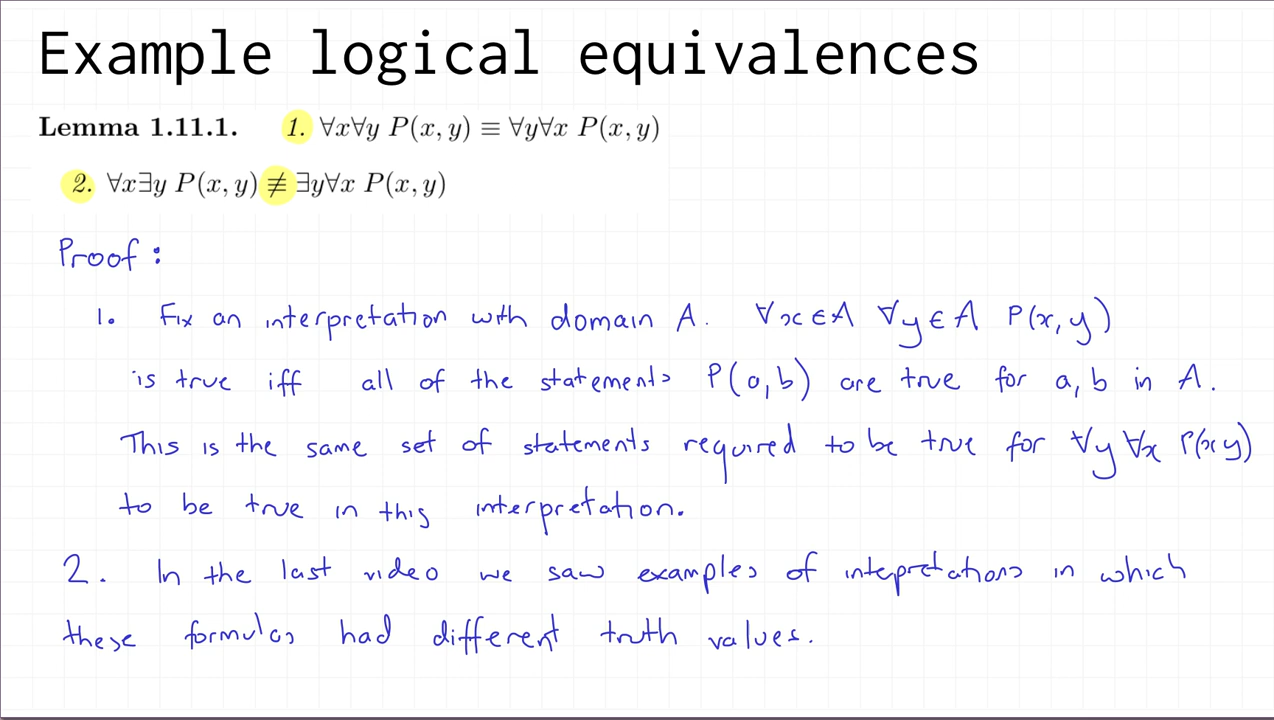 Example logical equivalences
Lemma 1.11.1. 1. ∀x∀y P(x, y) ≡ ∀y∀x P(x, y)
2. ∀x∃y P(x, y) ≢ ∃y∀x P(x, y)
Proof :
1. Fix an interpretation with domain A. ∀x∈A ∀y∈A P(x, y)
is true iff all of the statements P(a, b) are true for a, b in A.
This is the same set of statements required to be true for ∀y ∀x P(x y)
to be true in this interpretation.
2. In the last video we saw examples of interpretations in which
these formulas had different truth values.